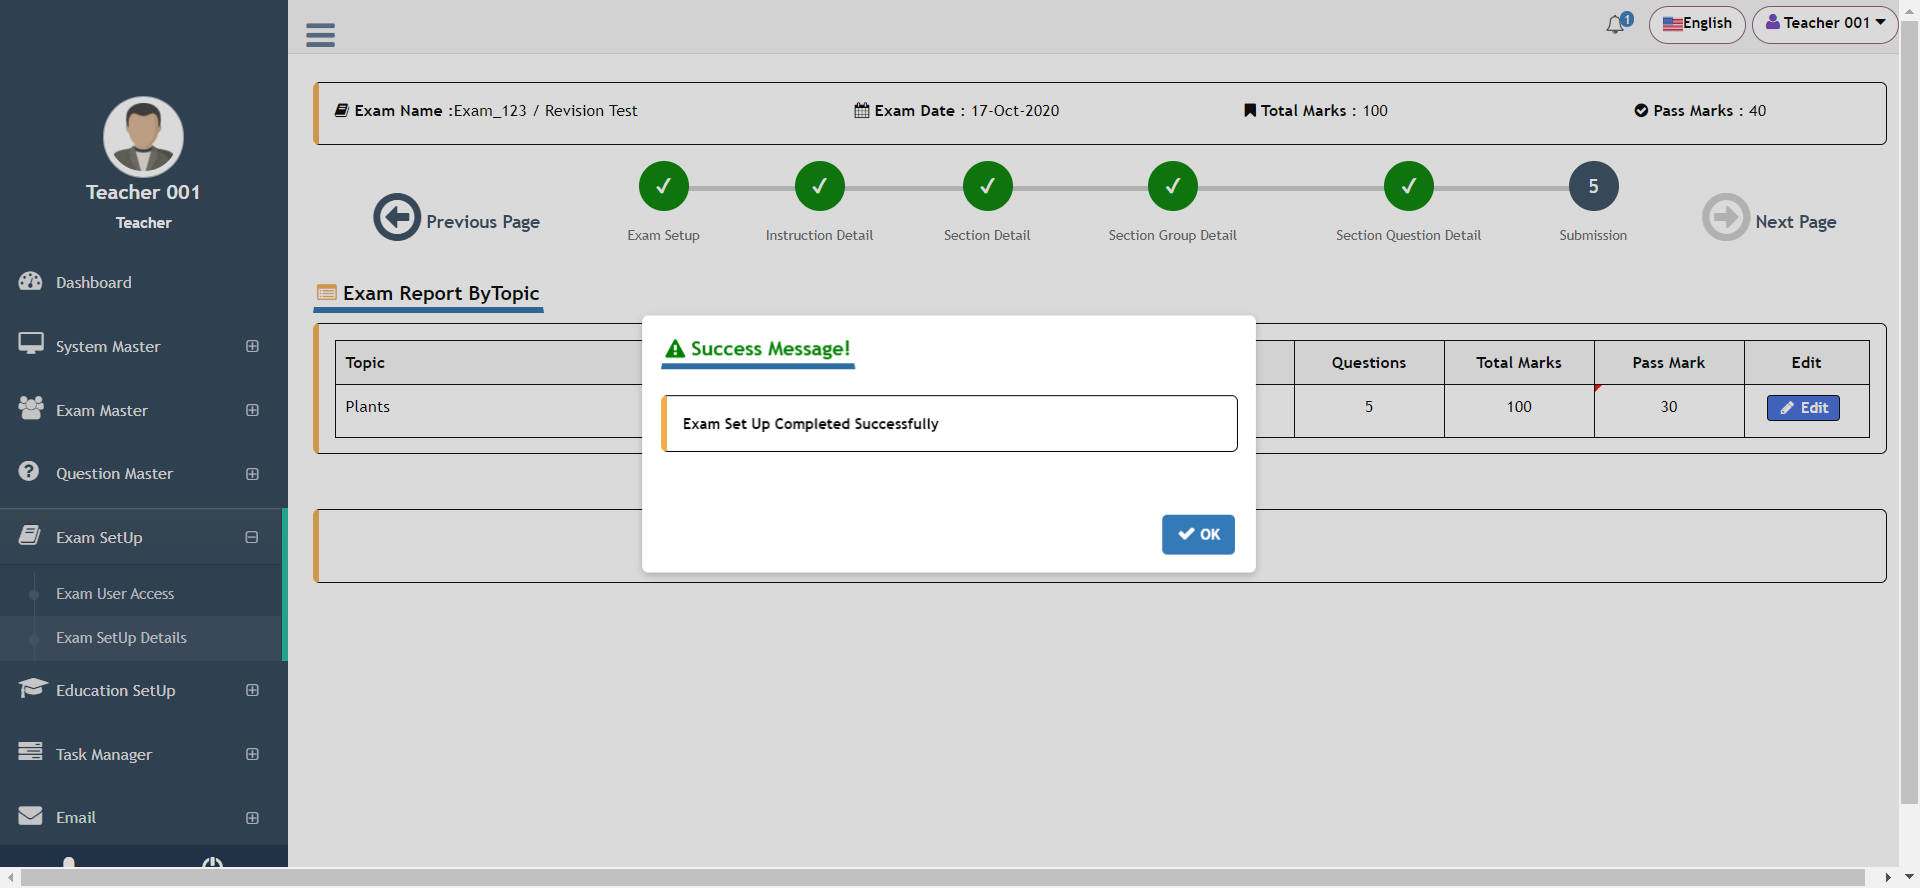 1
English
Teacher 001
Teacher 001
Teacher
Dashboard
System Master
Exam Master
Question Master
Exam SetUp
Exam User Access
Exam SetUp Details
Education SetUp
Task Manager
Email
Exam Name :Exam_123 / Revision Test
Exam Date : 17-Oct-2020
Total Marks : 100
Pass Marks : 40
Previous Page
Exam Setup
Instruction Detail
Section Detail
Section Group Detail
Section Question Detail
5
Submission
Next Page
Exam Report ByTopic
Topic Questions Total Marks Pass Mark Edit
Plants 5 100 30 Edit
Success Message!
Exam Set Up Completed Successfully
OK